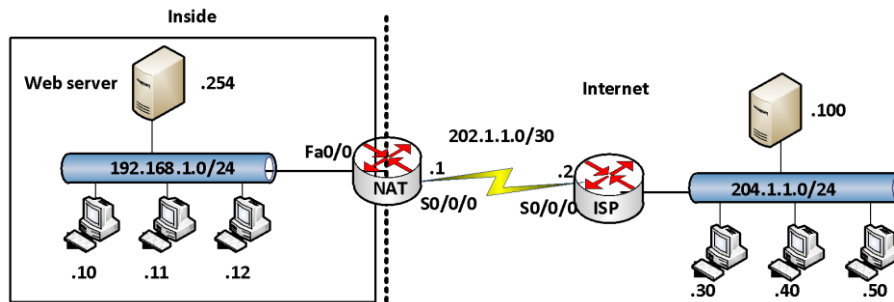 Inside
Web server
.254
Internet
.100
Fa0/0
202.1.1.0/30
192.168.1.0/24
NAT
.1
.2
ISP
204.1.1.0/24
S0/0/0
S0/0/0
.10
.11
.12
.30
.40
.50